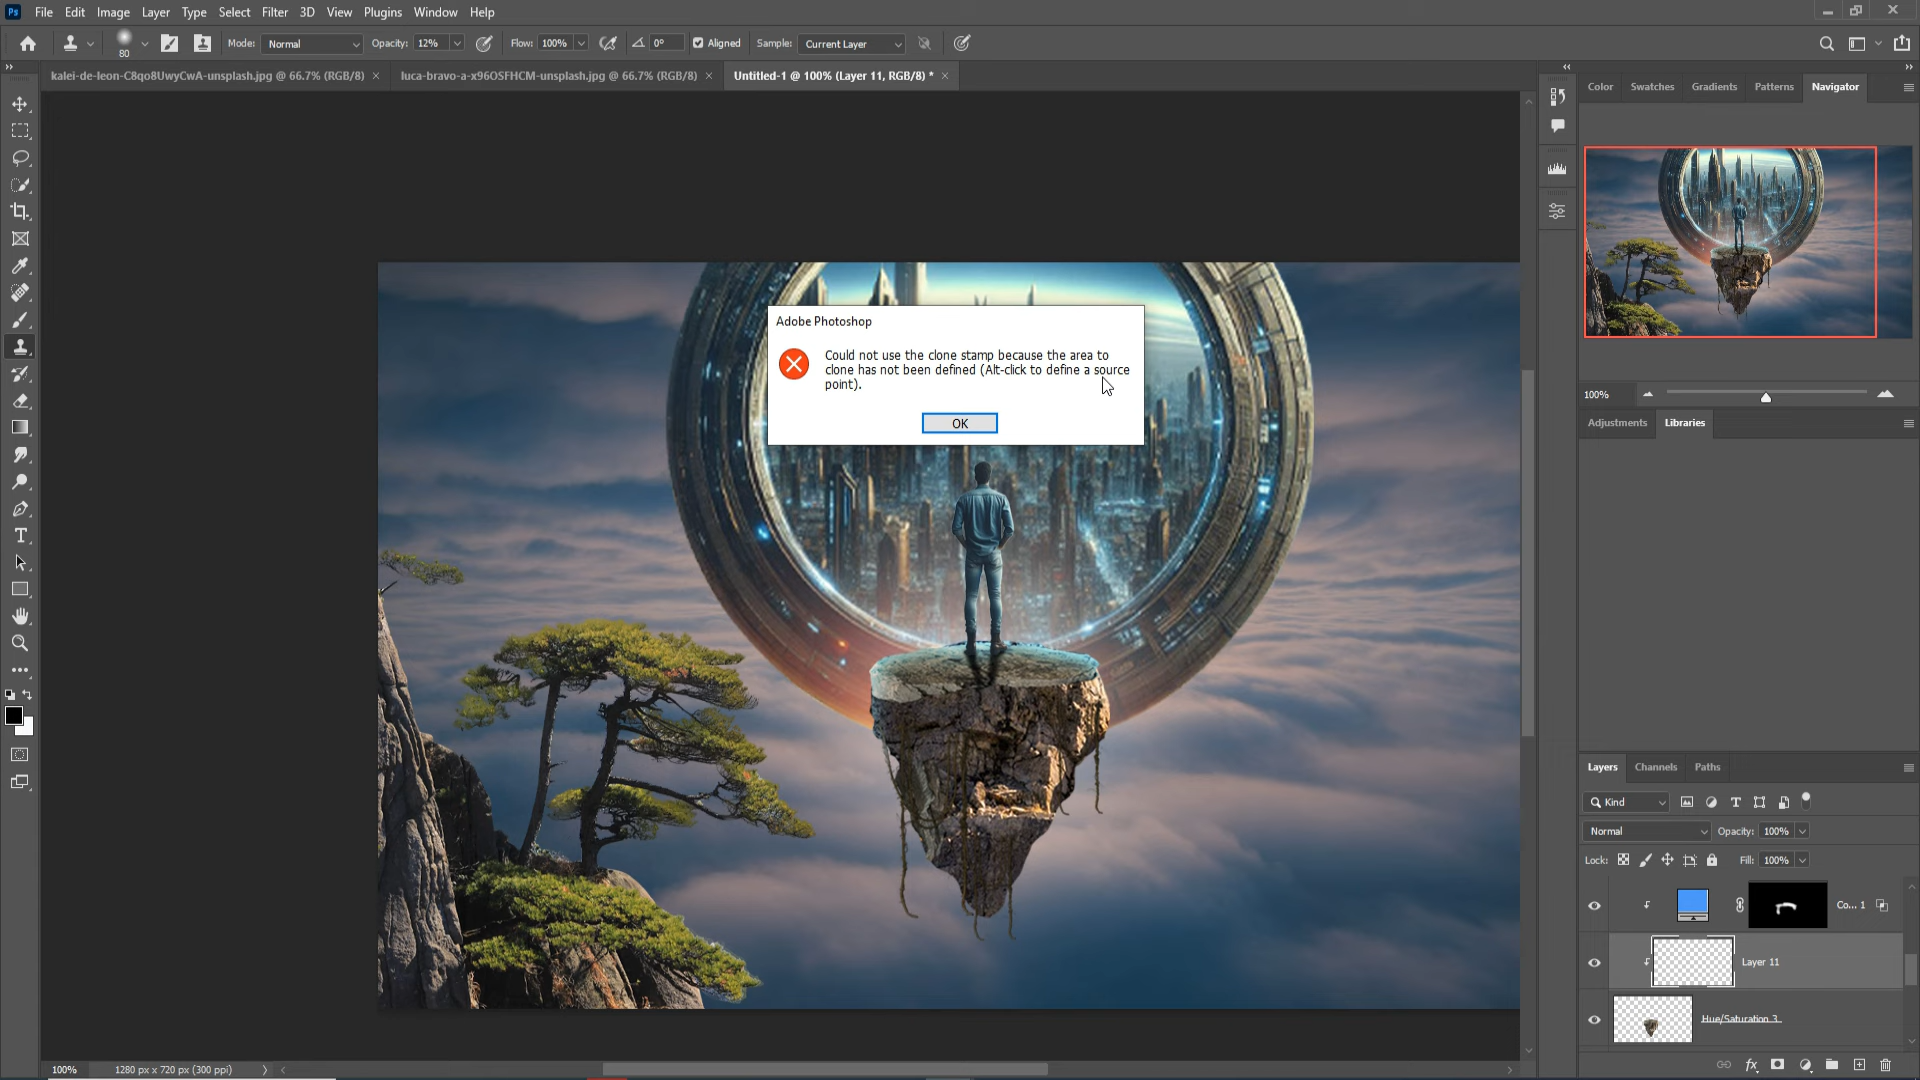 Ps File Edit Image Layer Type Select Filter 3D View Plugins Window Help
80 Mode: Normal Opacity: 12% Flow: 100% 0° Aligned Sample: Current Layer
kalei-de-leon-C8qo8UwyCwA-unsplash.jpg @ 66.7% (RGB/8) × luca-bravo-a-x96OSFHCM-unsplash.jpg @ 66.7% (RGB/8) × Untitled-1 @ 100% (Layer 11, RGB/8) * ×
Color Swatches Gradients Patterns Navigator
Adobe Photoshop
Could not use the clone stamp because the area to
clone has not been defined (Alt-click to define a source
point).
OK
100%
Adjustments Libraries
Layers Channels Paths
Kind
Normal Opacity: 100%
Lock: Fill: 100%
Co... 1
Layer 11
Hue/Saturation 3
100% 1280 px x 720 px (300 ppi)